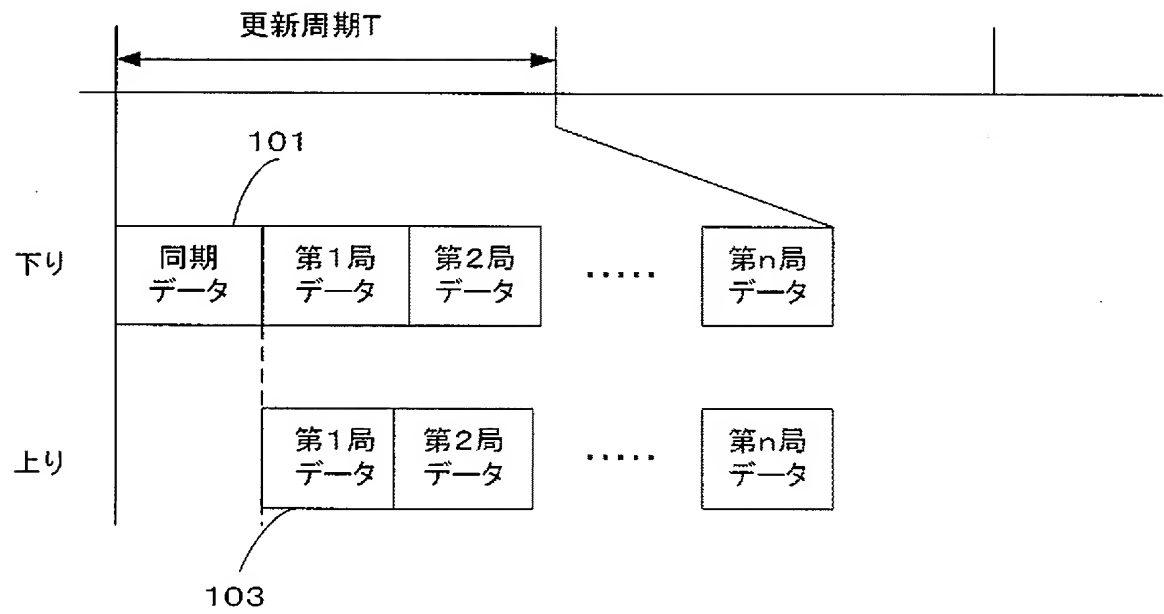 更新周期T
101
下り
同期
データ
第1局
データ
第2局
データ
.....
第n局
データ
上り
第1局
データ
第2局
データ
.....
第n局
データ
103